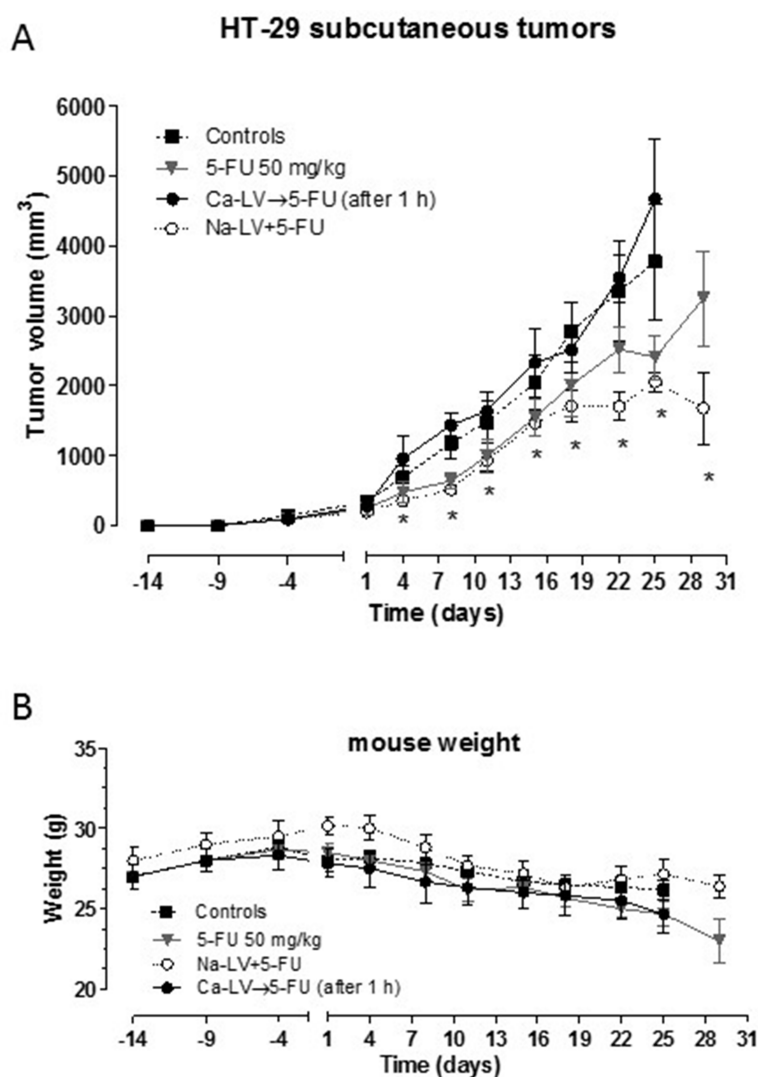 A
HT-29 subcutaneous tumors
6000
5000
4000
3000
2000
1000
0
Tumor volume (mm³)
Controls
5-FU 50 mg/kg
Ca-LV→5-FU (after 1 h)
Na-LV+5-FU
* * * * * * * *
-14 -9 -4 1 4 7 10 13 16 19 22 25 28 31
Time (days)
B
mouse weight
35
30
25
20
Weight (g)
Controls
5-FU 50 mg/kg
Na-LV+5-FU
Ca-LV→5-FU (after 1 h)
-14 -9 -4 1 4 7 10 13 16 19 22 25 28 31
Time (days)